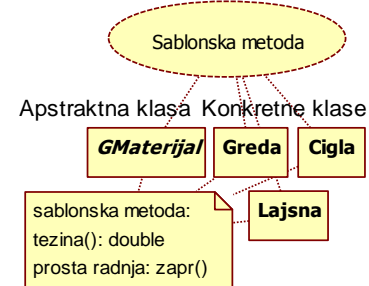 Sablonska metoda
Apstraktna klasa Konkretne klase
GMaterijal Greda Cigla
sablonska metoda:
tezina(): double
prosta radnja: zapr()
Lajsna